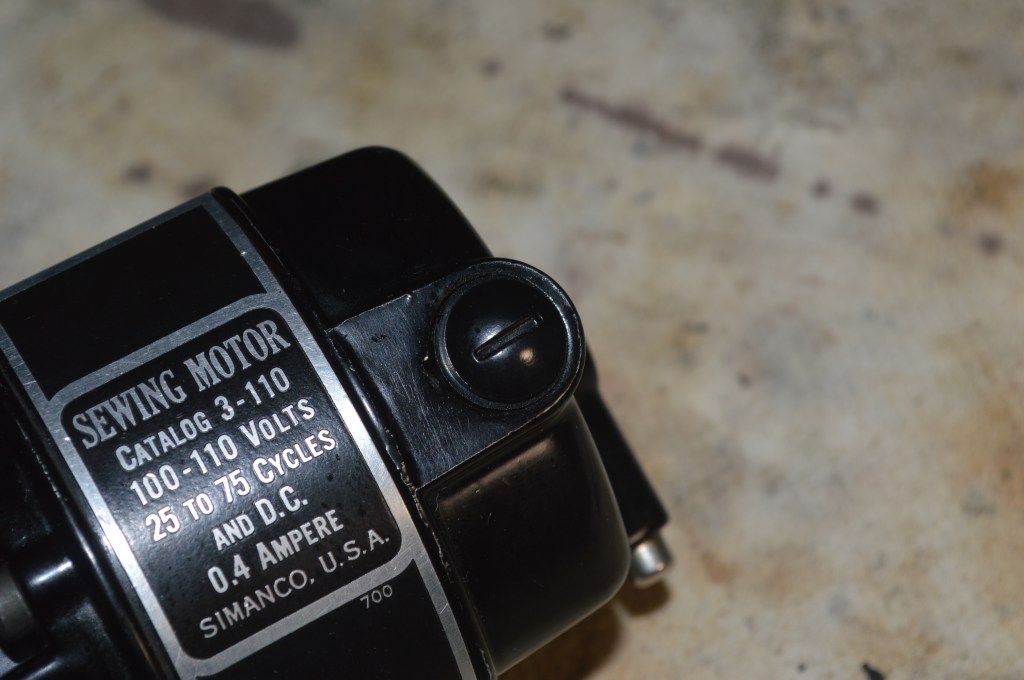 SEWING MOTOR
CATALOG 3-110
100-110 VOLTS
25 TO 75 CYCLES
AND D.C.
0.4 AMPERE
SIMANCO, U.S.A.
700